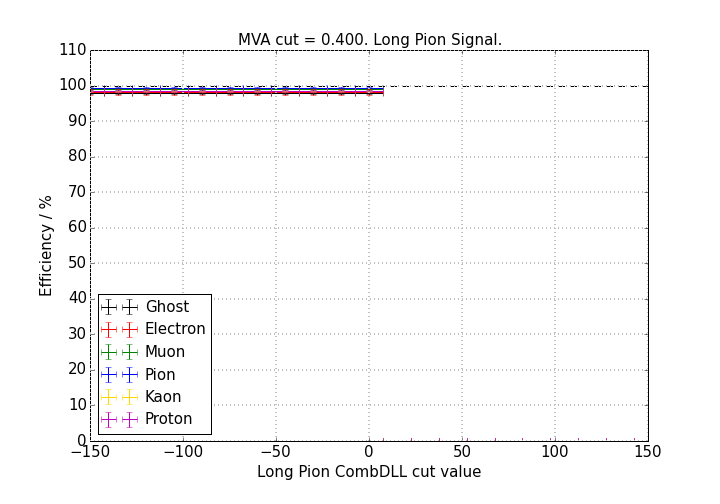 MVA cut = 0.400. Long Pion Signal.
110
100
90
80
70
60
50
40
30
20
10
0
Efficiency / %
Ghost
Electron
Muon
Pion
Kaon
Proton
−150 −100 −50 0 50 100 150
Long Pion CombDLL cut value